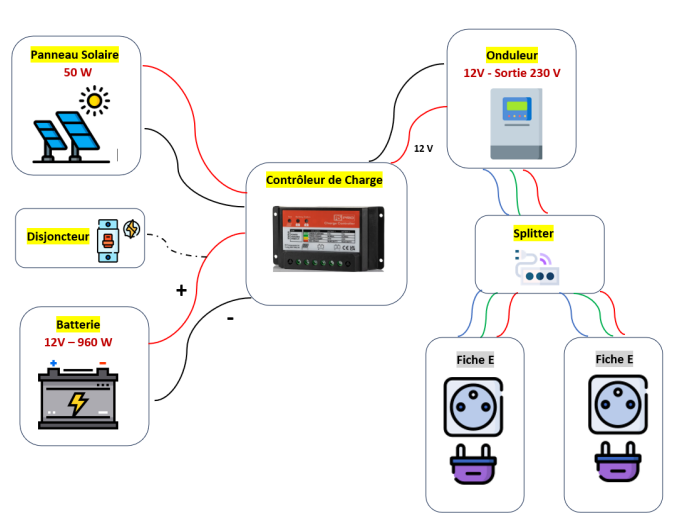 Panneau Solaire
50 W
Onduleur
12V - Sortie 230 V
12 V
Contrôleur de Charge
Disjoncteur
+
-
Batterie
12V – 960 W
+
-
Splitter
Fiche E
Fiche E